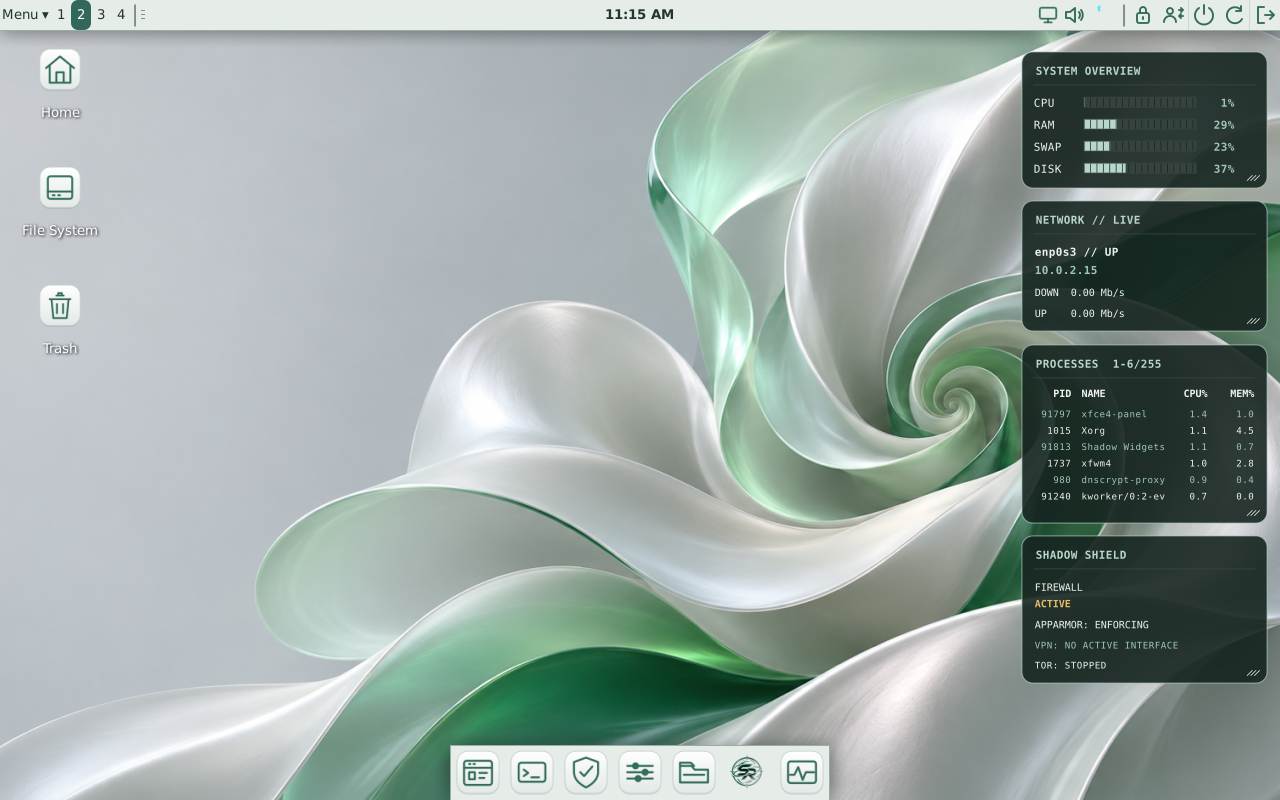 Menu ▾ 1 2 3 4
11:15 AM
Home
File System
Trash
SYSTEM OVERVIEW
CPU 1%
RAM 29%
SWAP 23%
DISK 37%
NETWORK // LIVE
enp0s3 // UP
10.0.2.15
DOWN 0.00 Mb/s
UP 0.00 Mb/s
PROCESSES 1-6/255
PID NAME CPU% MEM%
91797 xfce4-panel 1.4 1.0
1015 Xorg 1.1 4.5
91813 Shadow Widgets 1.1 0.7
1737 xfwm4 1.0 2.8
980 dnscrypt-proxy 0.9 0.4
91240 kworker/0:2-ev 0.7 0.0
SHADOW SHIELD
FIREWALL
ACTIVE
APPARMOR: ENFORCING
VPN: NO ACTIVE INTERFACE
TOR: STOPPED